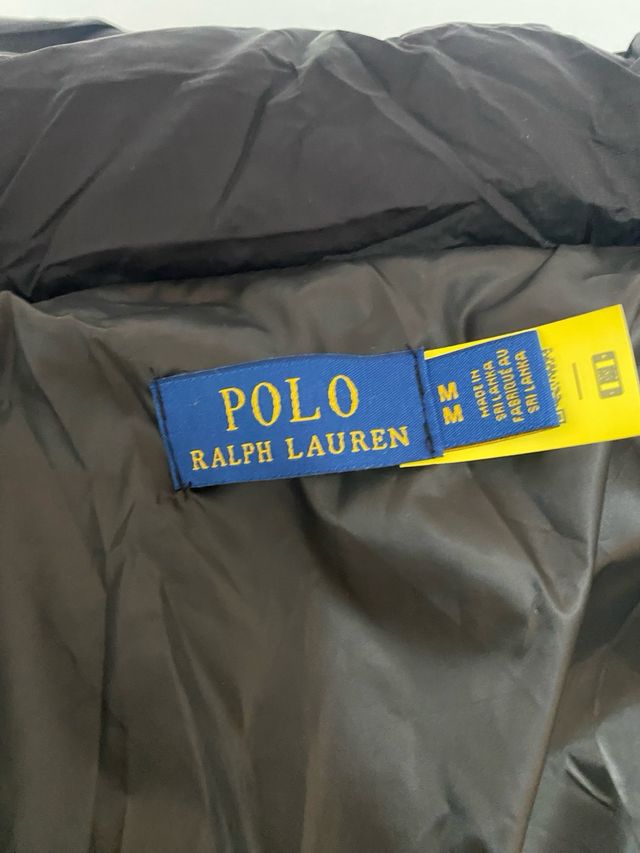 POLO
RALPH LAUREN
M
M
MADE IN
SRI LANKA
FABRIQUÉ AU
SRI LANKA